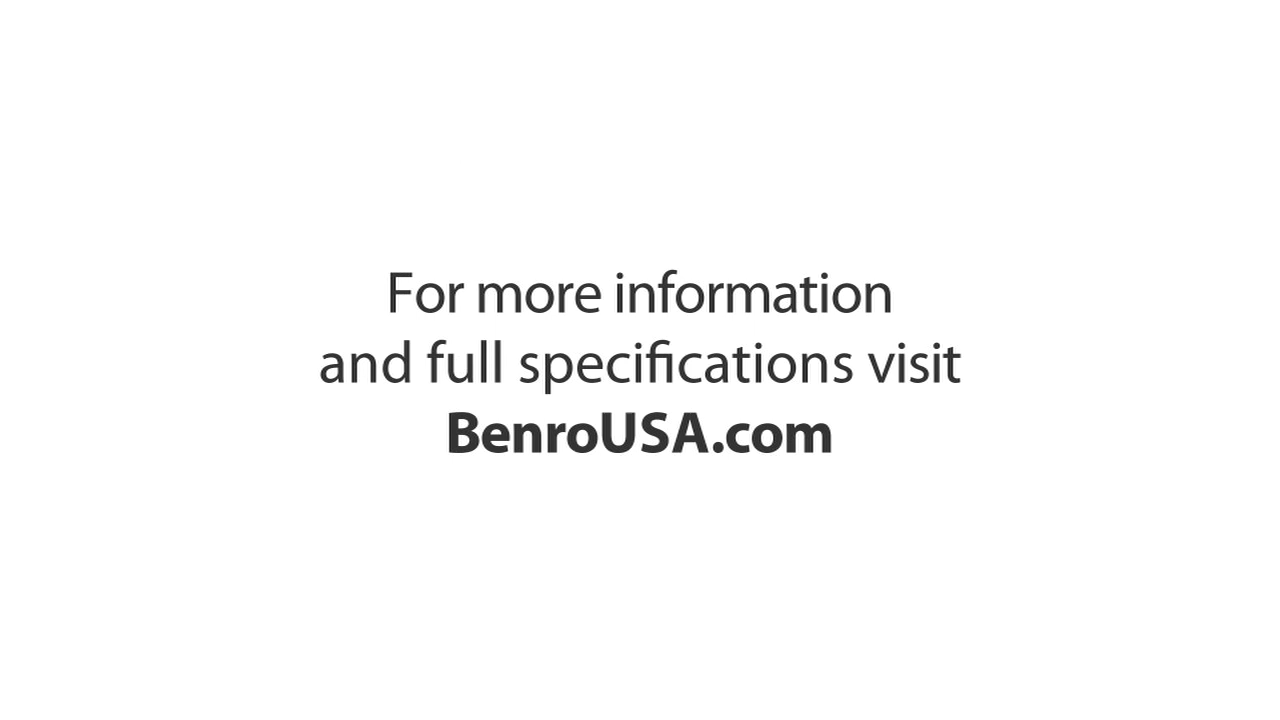 For more information
and full specifications visit
BenroUSA.com